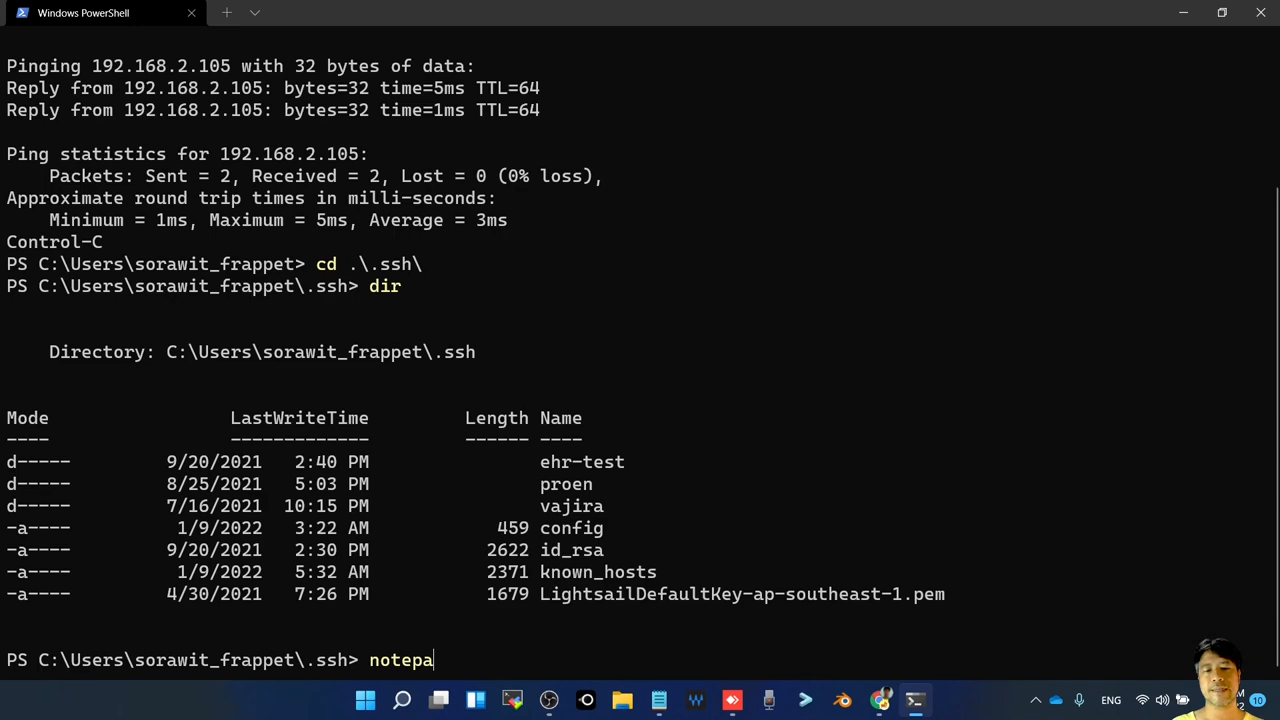 Windows PowerShell
Pinging 192.168.2.105 with 32 bytes of data:
Reply from 192.168.2.105: bytes=32 time=5ms TTL=64
Reply from 192.168.2.105: bytes=32 time=1ms TTL=64
Ping statistics for 192.168.2.105:
Packets: Sent = 2, Received = 2, Lost = 0 (0% loss),
Approximate round trip times in milli-seconds:
Minimum = 1ms, Maximum = 5ms, Average = 3ms
Control-C
PS C:\Users\sorawit_frappet> cd .\.ssh\
PS C:\Users\sorawit_frappet\.ssh> dir
Directory: C:\Users\sorawit_frappet\.ssh
Mode LastWriteTime Length Name
---- ------------- ------ ----
d----- 9/20/2021 2:40 PM ehr-test
d----- 8/25/2021 5:03 PM proen
d----- 7/16/2021 10:15 PM vajira
-a---- 1/9/2022 3:22 AM 459 config
-a---- 9/20/2021 2:30 PM 2622 id_rsa
-a---- 1/9/2022 5:32 AM 2371 known_hosts
-a---- 4/30/2021 7:26 PM 1679 LightsailDefaultKey-ap-southeast-1.pem
PS C:\Users\sorawit_frappet\.ssh> notepa
ENG
10